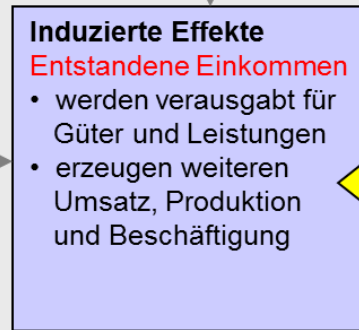 Induzierte Effekte
Entstandene Einkommen
• werden verausgabt für
Güter und Leistungen
• erzeugen weiteren
Umsatz, Produktion
und Beschäftigung